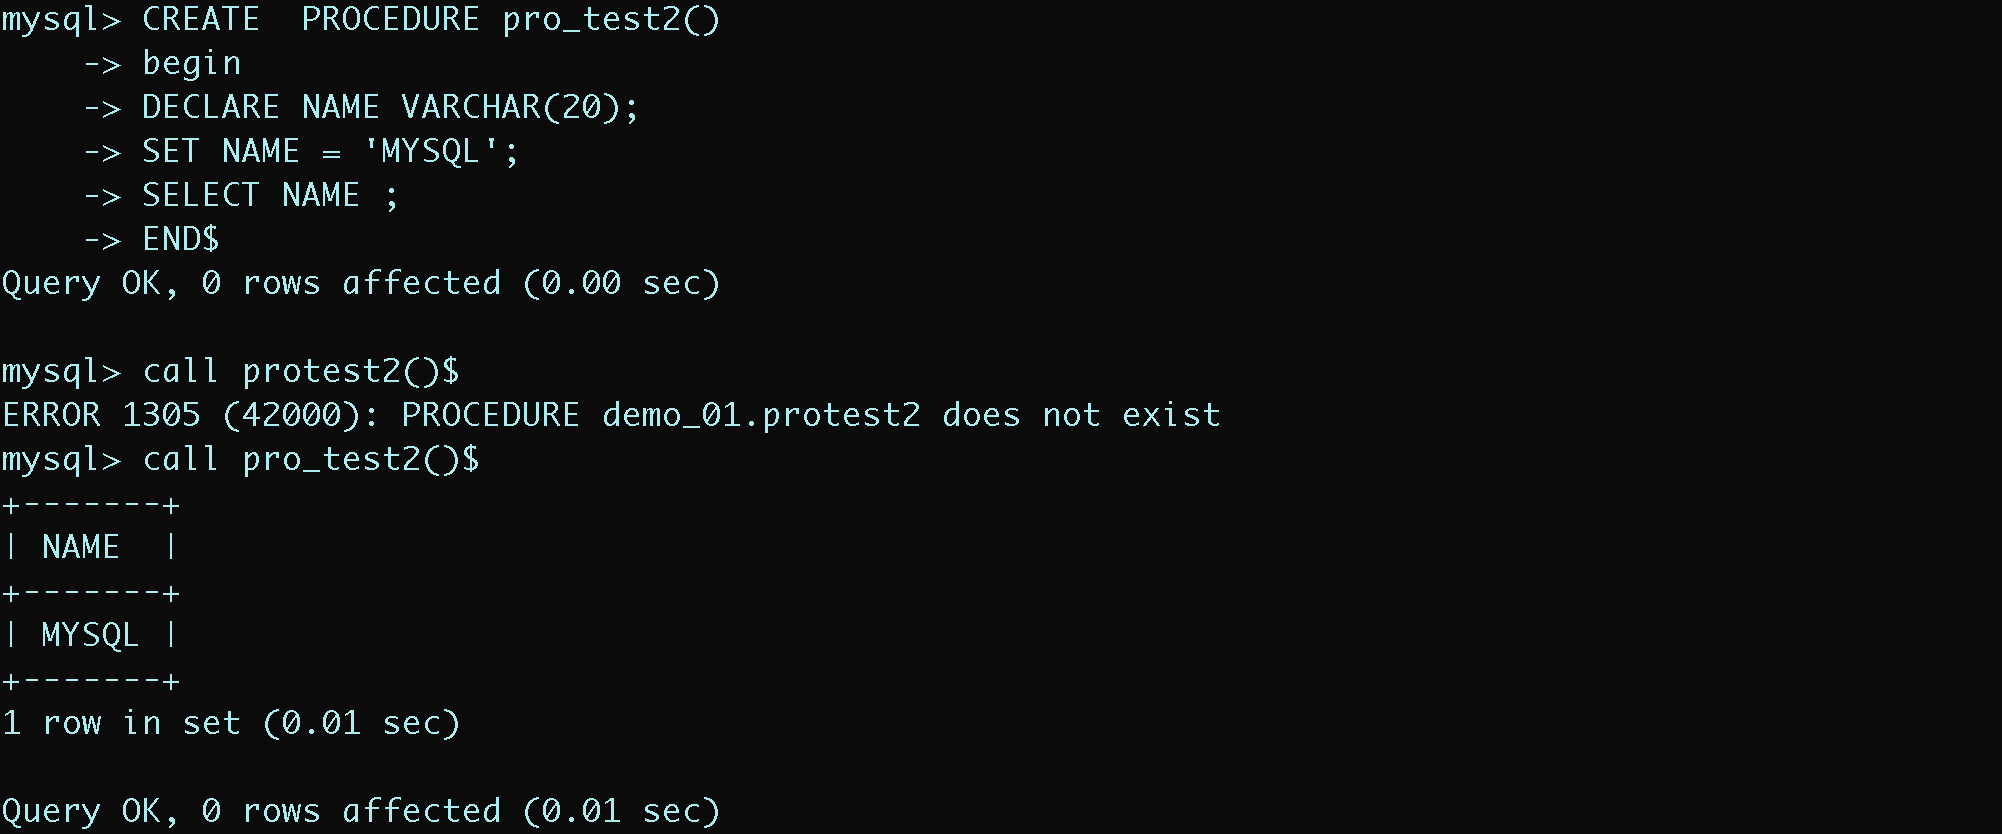 mysql> CREATE  PROCEDURE pro_test2()
    -> begin
    -> DECLARE NAME VARCHAR(20);
    -> SET NAME = 'MYSQL';
    -> SELECT NAME ;
    -> END$
Query OK, 0 rows affected (0.00 sec)

mysql> call protest2()$
ERROR 1305 (42000): PROCEDURE demo_01.protest2 does not exist
mysql> call pro_test2()$
+-------+
| NAME  |
+-------+
| MYSQL |
+-------+
1 row in set (0.01 sec)

Query OK, 0 rows affected (0.01 sec)